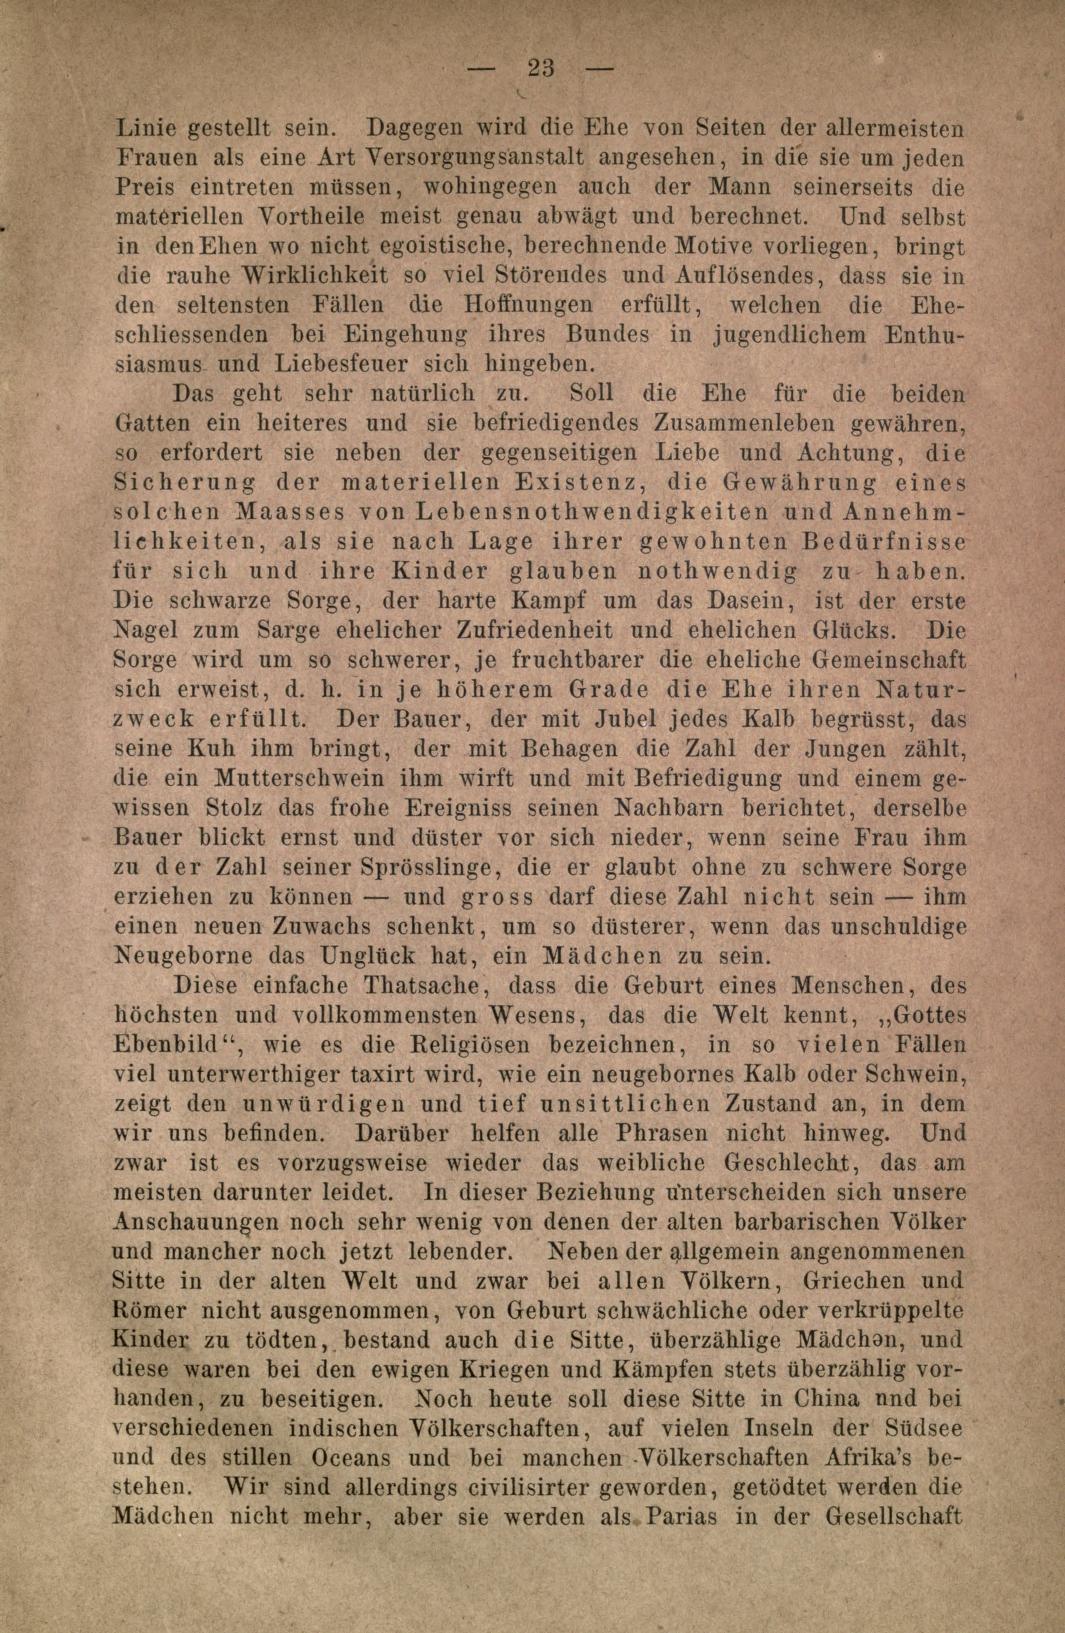 — 23 —
Linie gestellt sein. Dagegen wird die Ehe von Seiten der allermeisten
Frauen als eine Art Versorgungsanstalt angesehen, in die sie um jeden
Preis eintreten müssen, wohingegen auch der Mann seinerseits die
materiellen Vortheile meist genau abwägt und berechnet. Und selbst
in den Ehen wo nicht egoistische, berechnende Motive vorliegen, bringt
die rauhe Wirklichkeit so viel Störendes und Auflösendes, dass sie in
den seltensten Fällen die Hoffnungen erfüllt, welchen die Ehe-
schliessenden bei Eingehung ihres Bundes in jugendlichem Enthu-
siasmus und Liebesfeuer sich hingeben.
Das geht sehr natürlich zu. Soll die Ehe für die beiden
Gatten ein heiteres und sie befriedigendes Zusammenleben gewähren,
so erfordert sie neben der gegenseitigen Liebe und Achtung, die
Sicherung der materiellen Existenz, die Gewährung eines
solchen Maasses von Lebensnothwendigkeiten und Annehm-
lichkeiten, als sie nach Lage ihrer gewohnten Bedürfnisse
für sich und ihre Kinder glauben nothwendig zu haben.
Die schwarze Sorge, der harte Kampf um das Dasein, ist der erste
Nagel zum Sarge ehelicher Zufriedenheit und ehelichen Glücks. Die
Sorge wird um so schwerer, je fruchtbarer die eheliche Gemeinschaft
sich erweist, d. h. in je höherem Grade die Ehe ihren Natur-
zweck erfüllt. Der Bauer, der mit Jubel jedes Kalb begrüsst, das
seine Kuh ihm bringt, der mit Behagen die Zahl der Jungen zählt,
die ein Mutterschwein ihm wirft und mit Befriedigung und einem ge-
wissen Stolz das frohe Ereigniss seinen Nachbarn berichtet, derselbe
Bauer blickt ernst und düster vor sich nieder, wenn seine Frau ihm
zu der Zahl seiner Sprösslinge, die er glaubt ohne zu schwere Sorge
erziehen zu können — und gross darf diese Zahl nicht sein — ihm
einen neuen Zuwachs schenkt, um so düsterer, wenn das unschuldige
Neugeborne das Unglück hat, ein Mädchen zu sein.
Diese einfache Thatsache, dass die Geburt eines Menschen, des
höchsten und vollkommensten Wesens, das die Welt kennt, „Gottes
Ebenbild“, wie es die Religiösen bezeichnen, in so vielen Fällen
viel unterwerthiger taxirt wird, wie ein neugebornes Kalb oder Schwein,
zeigt den unwürdigen und tief unsittlichen Zustand an, in dem
wir uns befinden. Darüber helfen alle Phrasen nicht hinweg. Und
zwar ist es vorzugsweise wieder das weibliche Geschlecht, das am
meisten darunter leidet. In dieser Beziehung unterscheiden sich unsere
Anschauungen noch sehr wenig von denen der alten barbarischen Völker
und mancher noch jetzt lebender. Neben der allgemein angenommenen
Sitte in der alten Welt und zwar bei allen Völkern, Griechen und
Römer nicht ausgenommen, von Geburt schwächliche oder verkrüppelte
Kinder zu tödten, bestand auch die Sitte, überzählige Mädchen, und
diese waren bei den ewigen Kriegen und Kämpfen stets überzählig vor-
handen, zu beseitigen. Noch heute soll diese Sitte in China nnd bei
verschiedenen indischen Völkerschaften, auf vielen Inseln der Südsee
und des stillen Oceans und bei manchen Völkerschaften Afrika's be-
stehen. Wir sind allerdings civilisirter geworden, getödtet werden die
Mädchen nicht mehr, aber sie werden als Parias in der Gesellschaft